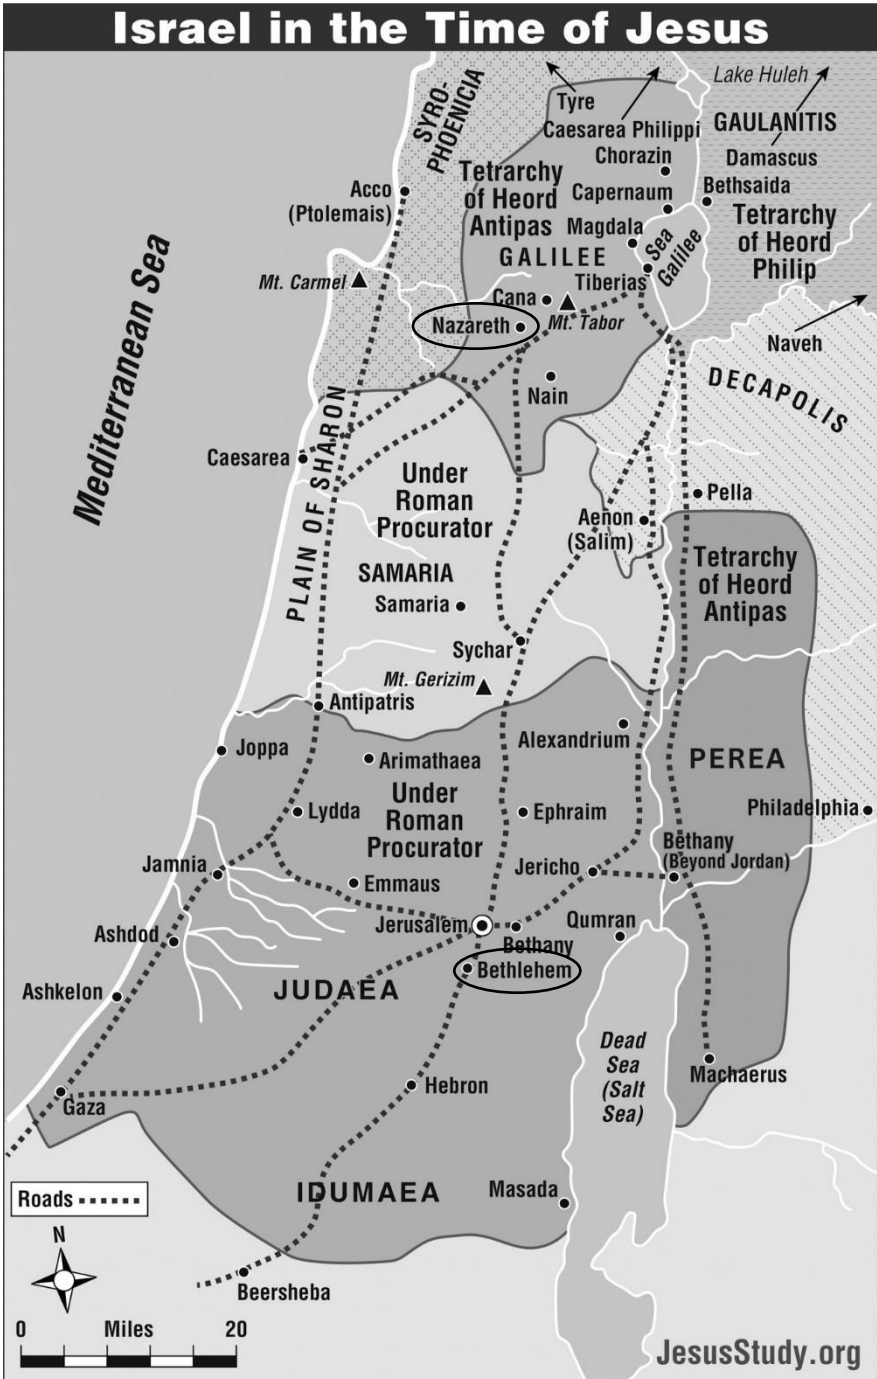 Israel in the Time of Jesus
Lake Huleh
SYRO-
PHOENICIA
Tyre
Caesarea Philippi
GAULANITIS
Damascus
Chorazin
Tetrarchy
of Heord
Antipas
Acco
(Ptolemais)
Capernaum
Bethsaida
Magdala
Tetrarchy
of Heord
Philip
GALILEE
Sea
Galilee
Tiberias
Mt. Carmel
Cana
Mt. Tabor
Nazareth
Naveh
Mediterranean Sea
Nain
DECAPOLIS
PLAIN OF SHARON
Caesarea
Under
Roman
Procurator
Pella
Aenon
(Salim)
Tetrarchy
of Heord
Antipas
SAMARIA
Samaria
Sychar
Mt. Gerizim
Antipatris
Joppa
Alexandrium
Arimathaea
PEREA
Under
Roman
Procurator
Lydda
Ephraim
Philadelphia
Bethany
(Beyond Jordan)
Jamnia
Emmaus
Jericho
Jerusalem
Bethany
Qumran
Ashdod
Bethlehem
Ashkelon
JUDAEA
Dead
Sea
(Salt
Sea)
Machaerus
Hebron
Gaza
IDUMAEA
Masada
Roads
N
Beersheba
0 Miles 20
JesusStudy.org